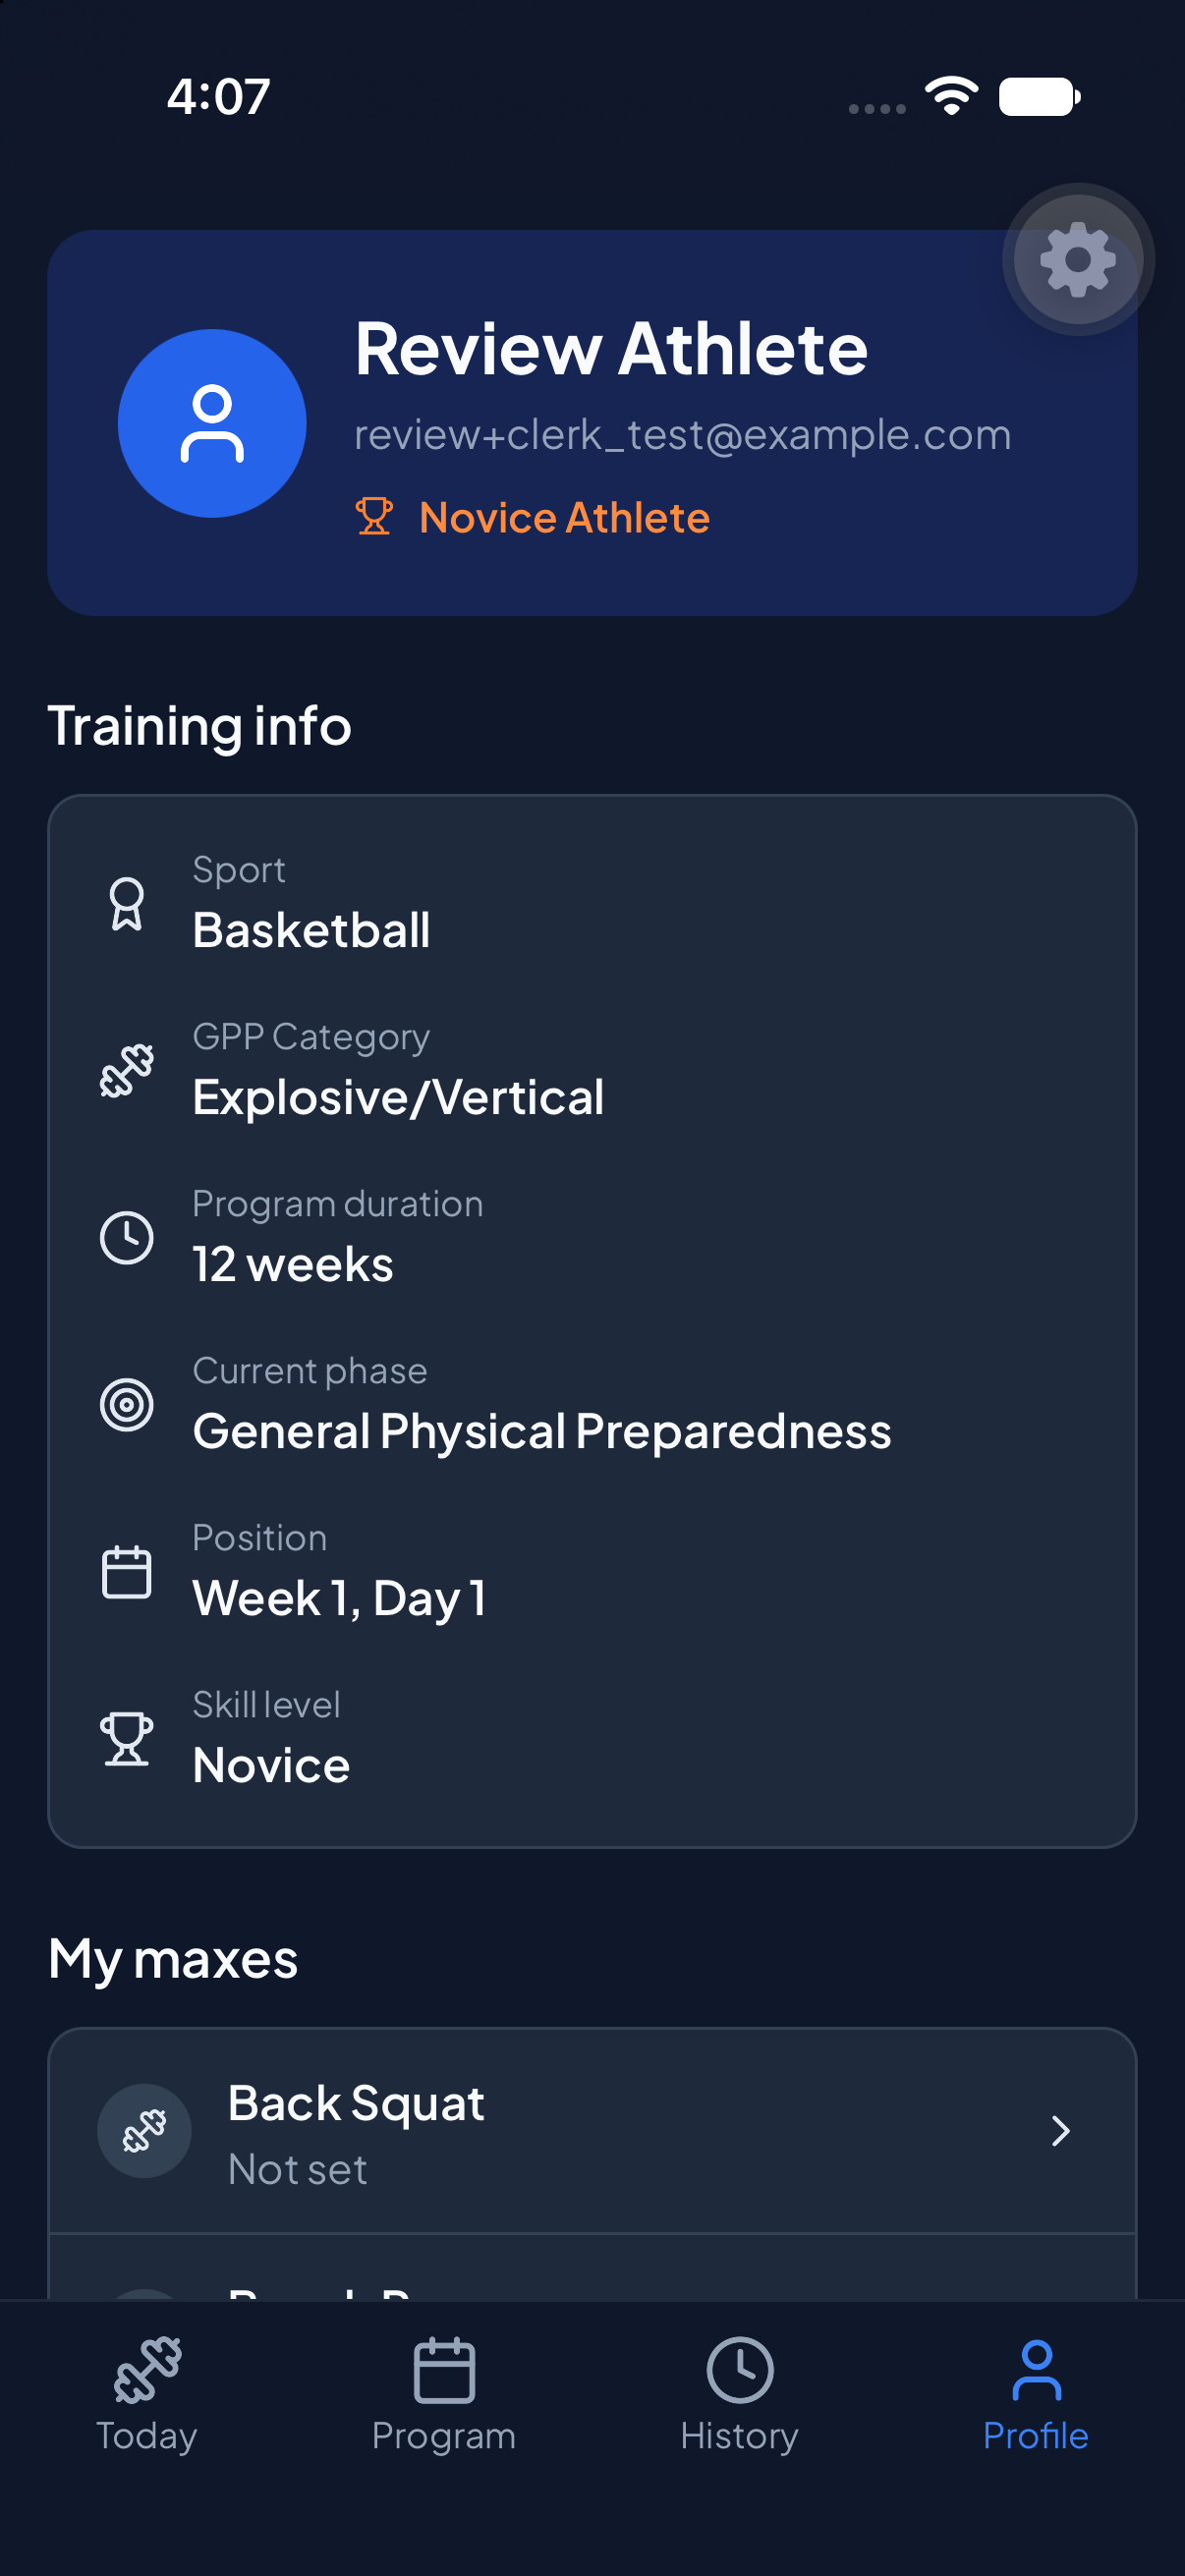 4:07
Review Athlete
review+clerk_test@example.com
Novice Athlete
Training info
Sport
Basketball
GPP Category
Explosive/Vertical
Program duration
12 weeks
Current phase
General Physical Preparedness
Position
Week 1, Day 1
Skill level
Novice
My maxes
Back Squat
Not set
Today
Program
History
Profile